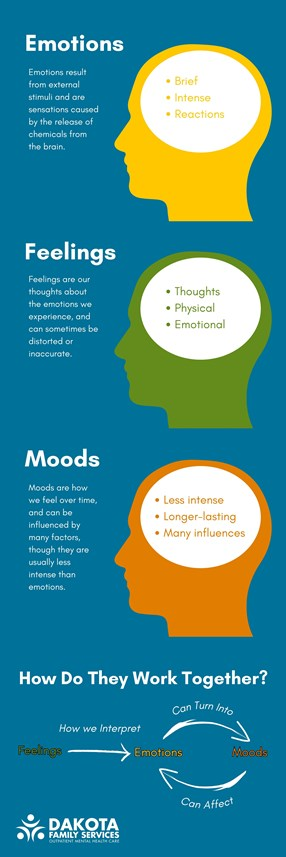 Emotions
Emotions result
from external
stimuli and are
sensations caused
by the release of
chemicals from
the brain.
• Brief
• Intense
• Reactions
Feelings
Feelings are our
thoughts about
the emotions we
experience, and
can sometimes be
distorted or
inaccurate.
• Thoughts
• Physical
• Emotional
Moods
Moods are how
we feel over time,
and can be
influenced by
many factors,
though they are
usually less
intense than
emotions.
• Less intense
• Longer-lasting
• Many influences
How Do They Work Together?
Can Turn Into
How we Interpret
Feelings
Emotions
Moods
Can Affect
DAKOTA
FAMILY SERVICES
OUTPATIENT MENTAL HEALTH CARE